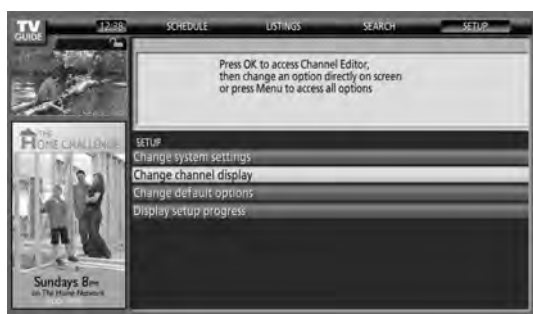 TV
GUIDE
12:38
SCHEDULE
LISTINGS
SEARCH
SETUP
Press OK to access Channel Editor,
then change an option directly on screen
or press Menu to access all options
THE
HOME CHALLENGE
SETUP
Change system settings
Change channel display
Change default options
Display setup progress
Sundays 8PM
on The Home Network